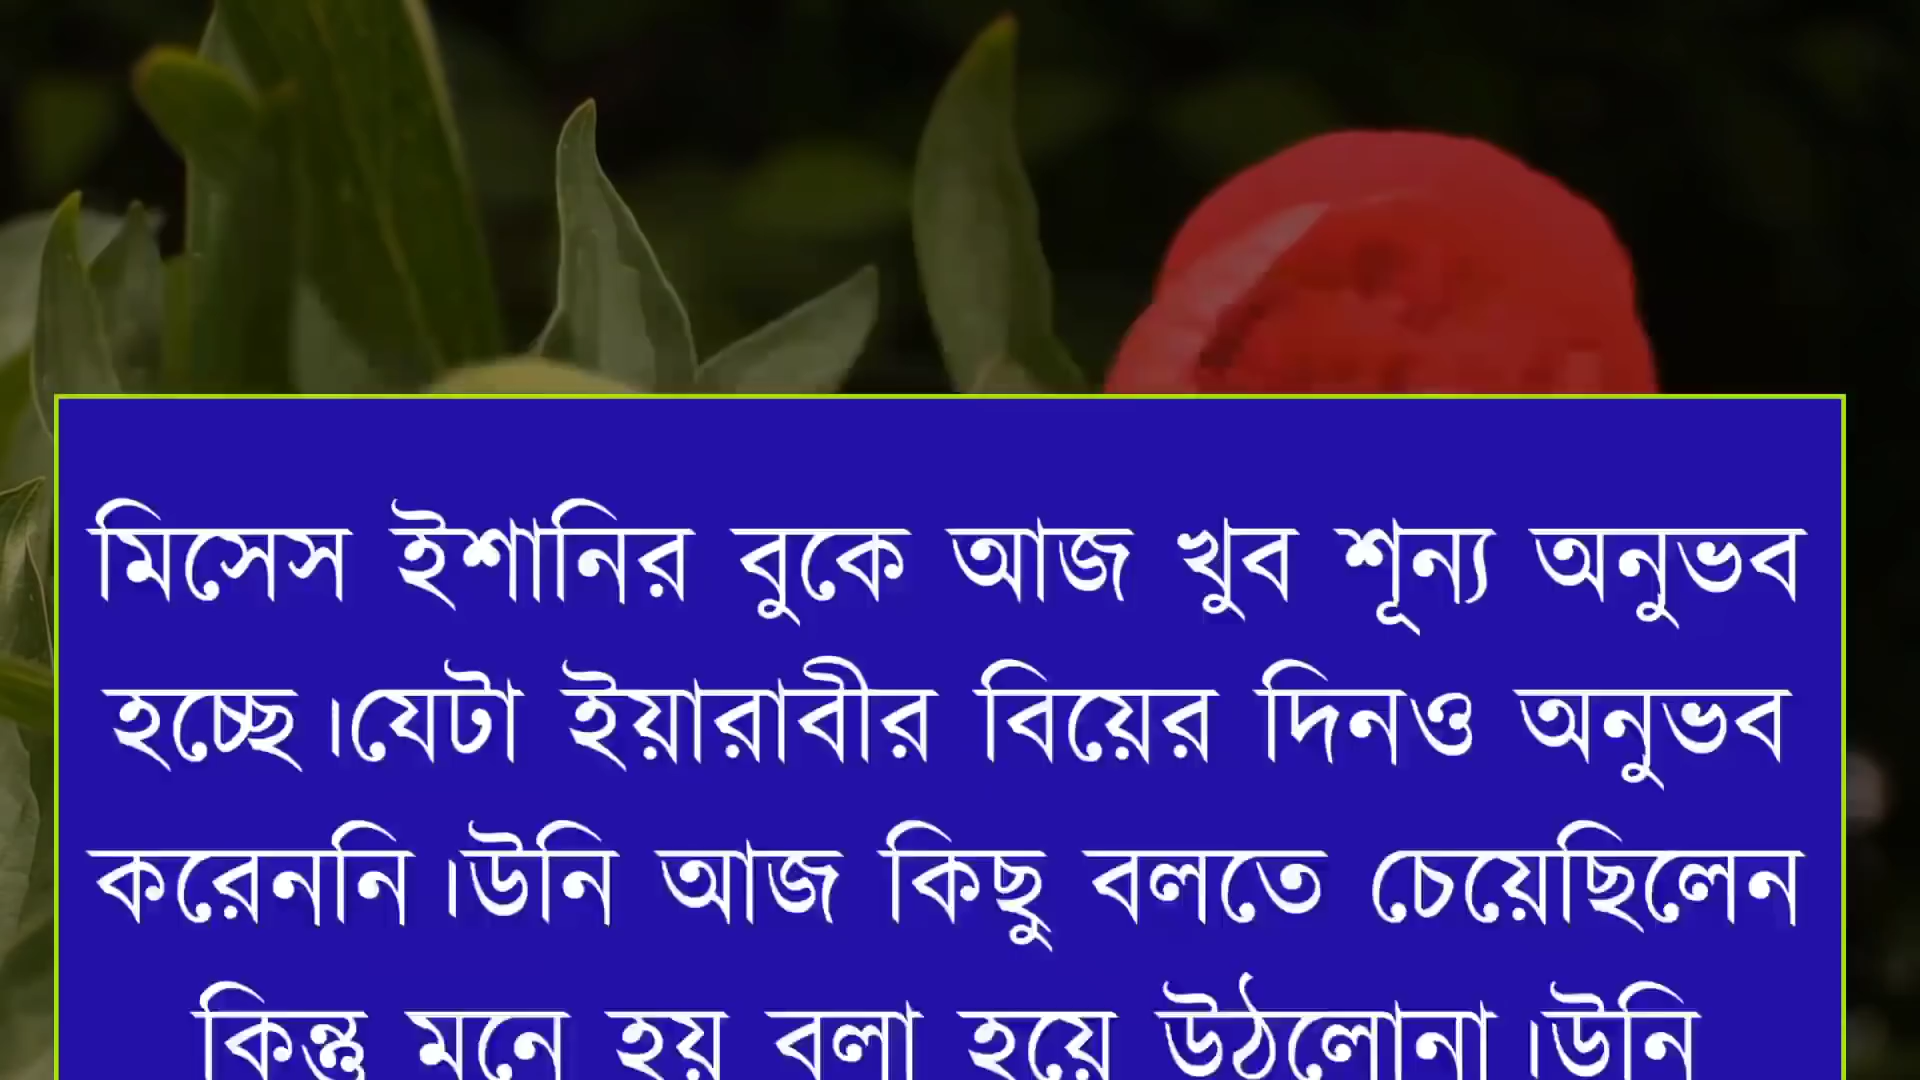 মিসেস ইশানির বুকে আজ খুব শূন্য অনুভব
হচ্ছে।যেটা ইয়ারাবীর বিয়ের দিনও অনুভব
করেননি।উনি আজ কিছু বলতে চেয়েছিলেন
কিন্তু মনে হয় বলা হয়ে উঠলোনা।উনি